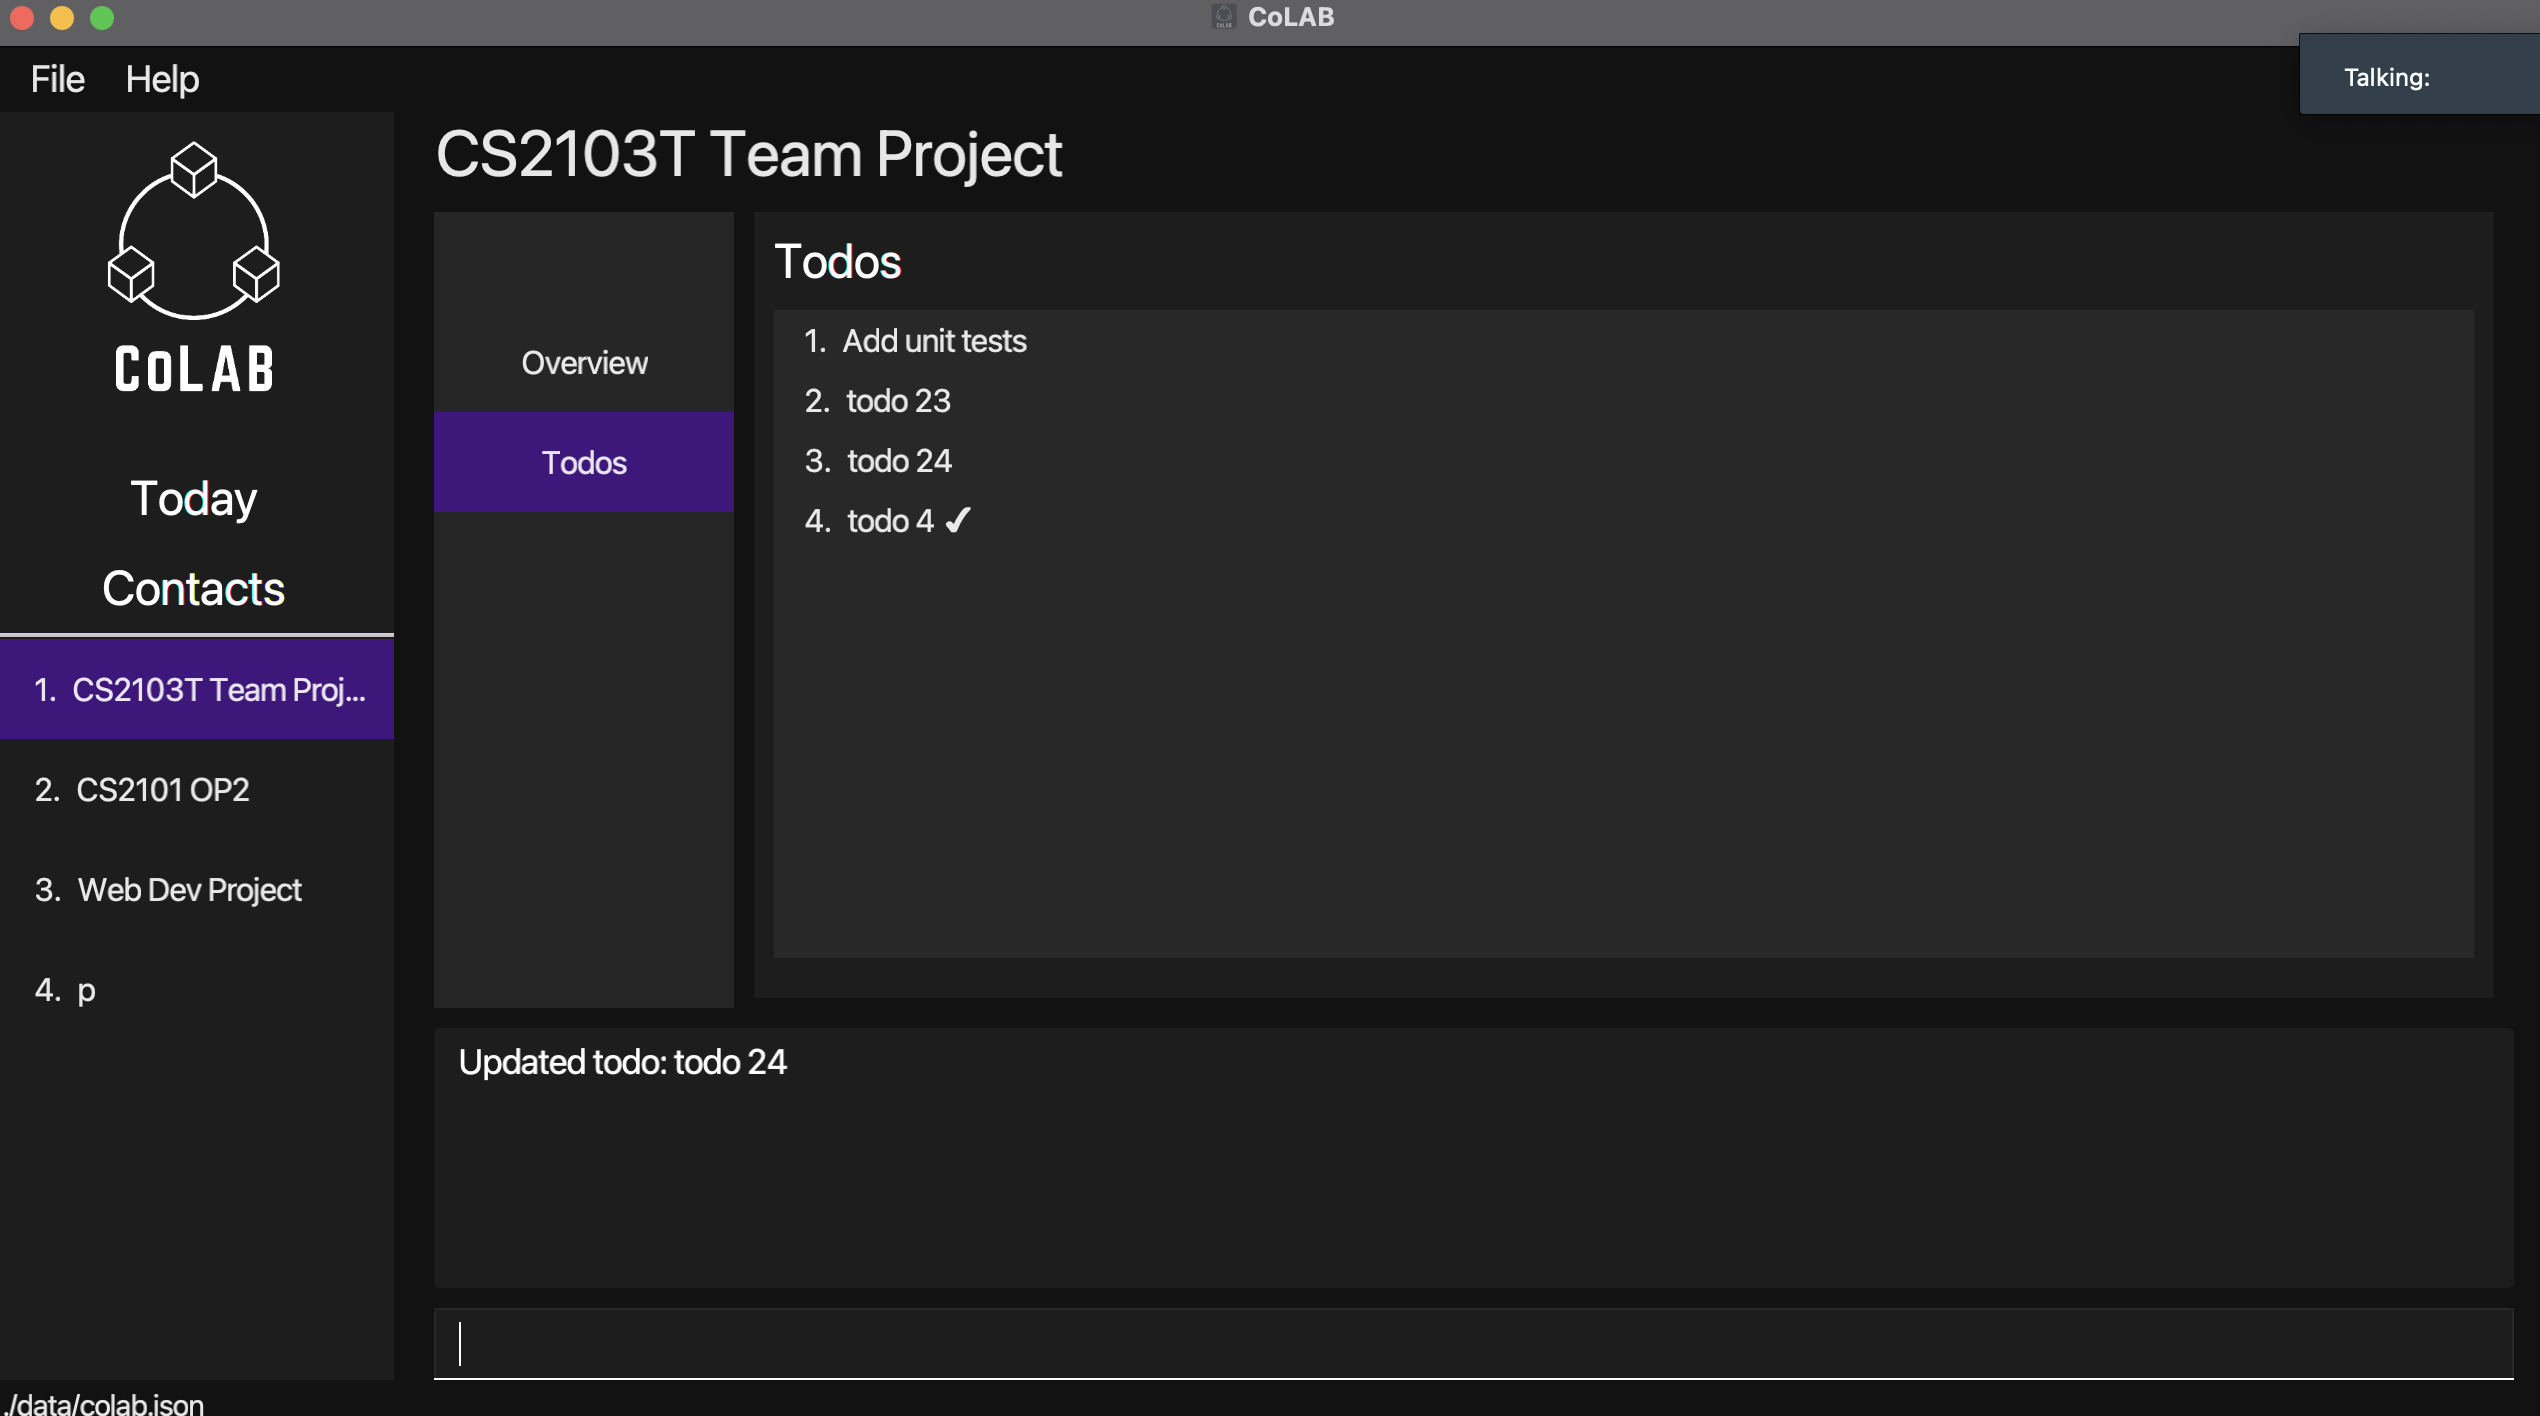 CoLAB
File Help
Talking:
CoLAB
Today
Contacts
1. CS2103T Team Proj...
2. CS2101 OP2
3. Web Dev Project
4. p
CS2103T Team Project
Overview
Todos
Todos
1. Add unit tests
2. todo 23
3. todo 24
4. todo 4 ✔
Updated todo: todo 24
./data/colab.json